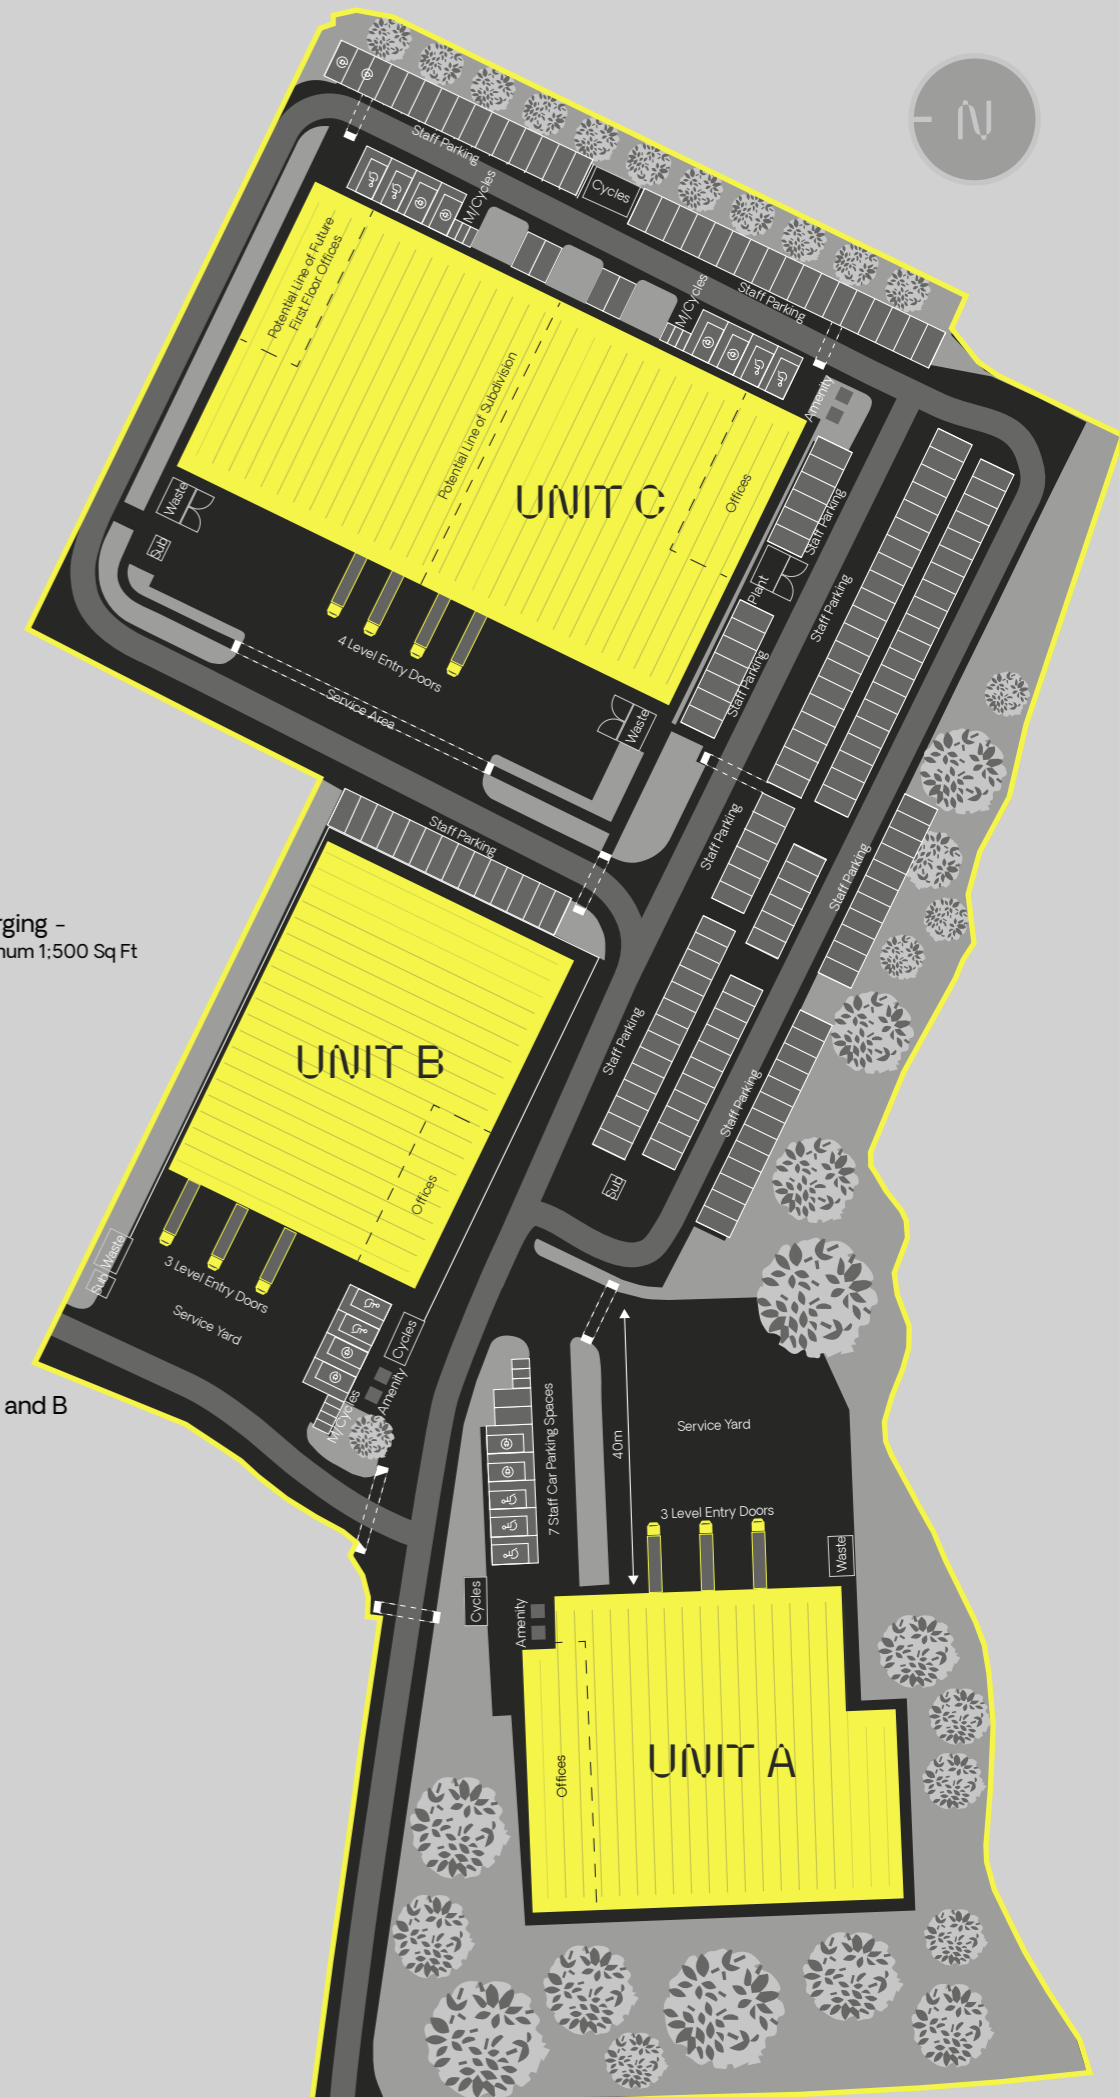 N
Staff Parking
Cycles
M/Cycles
Potential Line of Future
First Floor Offices
M/Cycles
Staff Parking
Amenity
Potential Line of Subdivision
UNIT C
Offices
Waste
Sub
Staff Parking
Plant
Staff Parking
Staff Parking
4 Level Entry Doors
Service Area
Waste
Staff Parking
Staff Parking
Staff Parking
rging –
num 1:500 Sq Ft
UNIT B
Staff Parking
Staff Parking
Sub
Offices
Waste
Sub
3 Level Entry Doors
Service Yard
Cycles
Amenity
M/Cycles
and B
7 Staff Car Parking Spaces
40m
Service Yard
3 Level Entry Doors
Waste
Cycles
Amenity
Offices
UNIT A